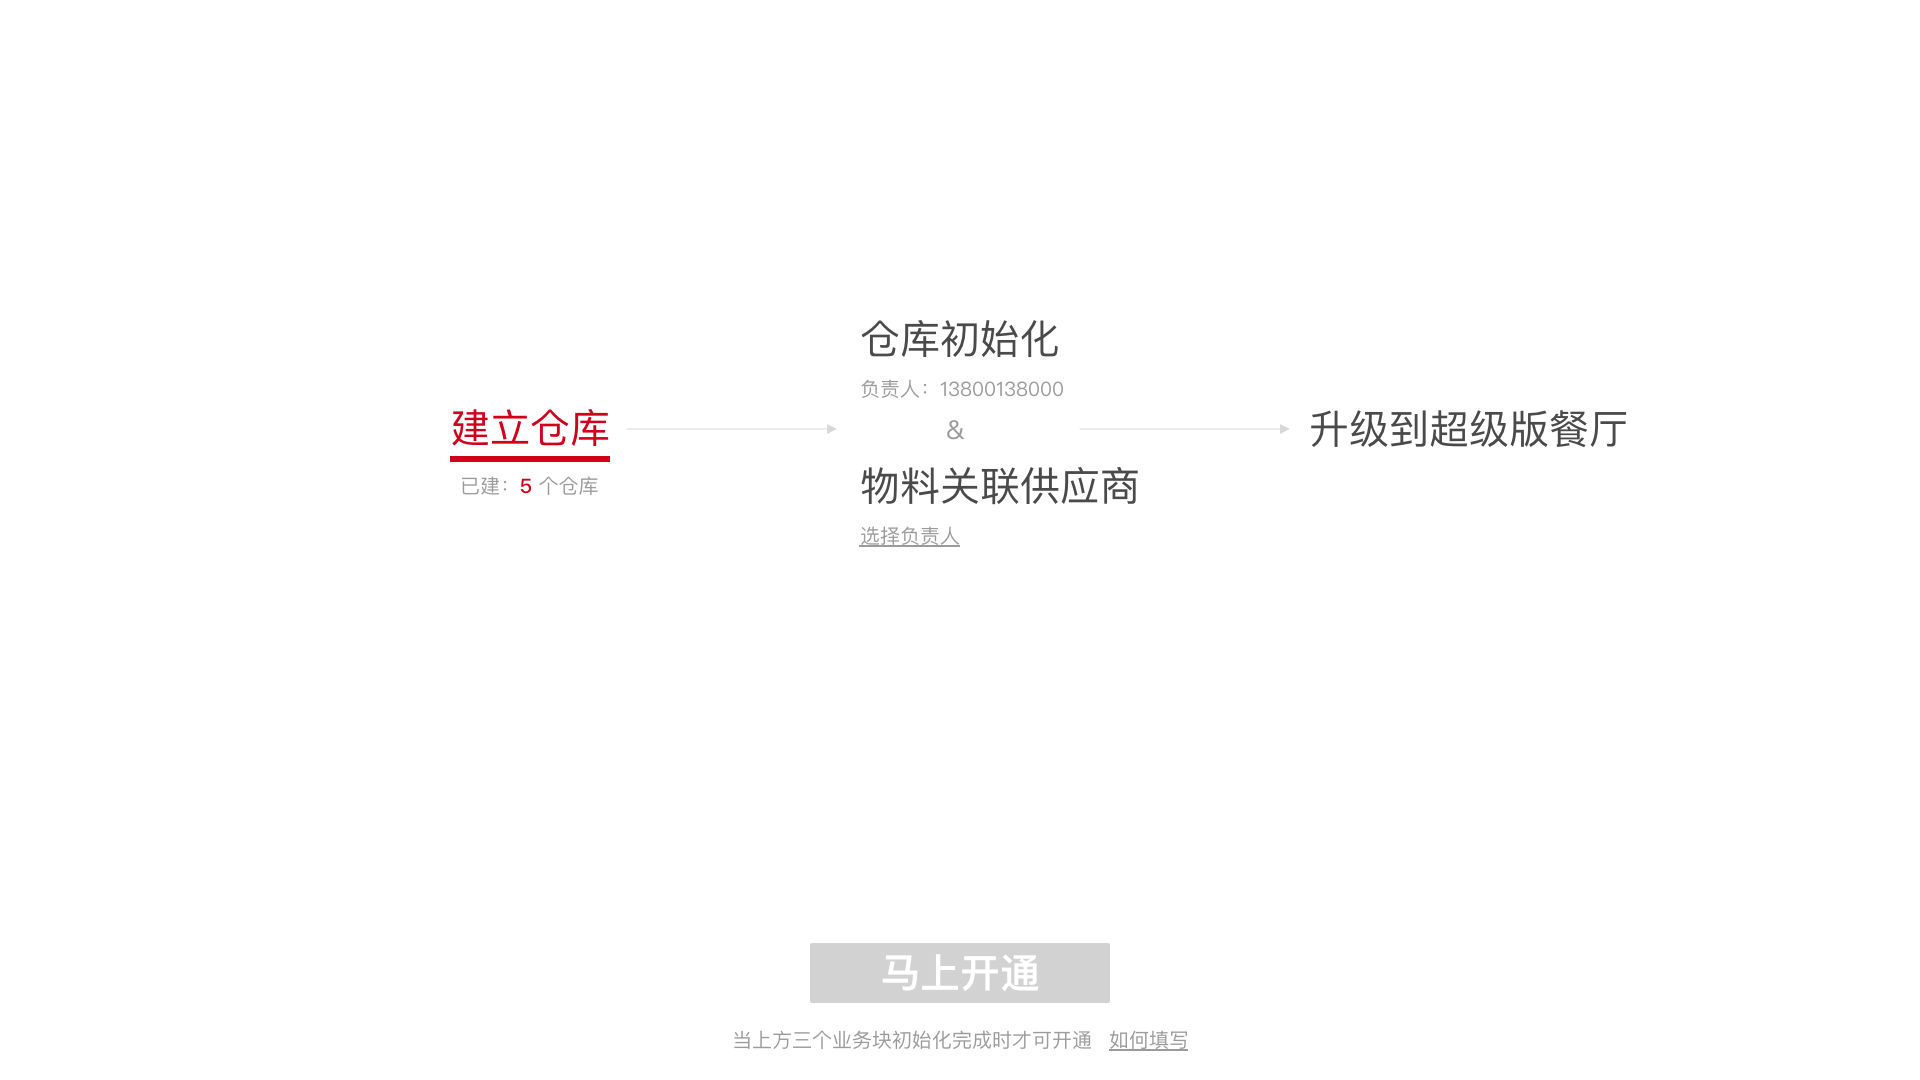 建立仓库
已建：5 个仓库
仓库初始化
负责人：13800138000
&
物料关联供应商
选择负责人
升级到超级版餐厅
马上开通
当上方三个业务块初始化完成时才可开通 如何填写